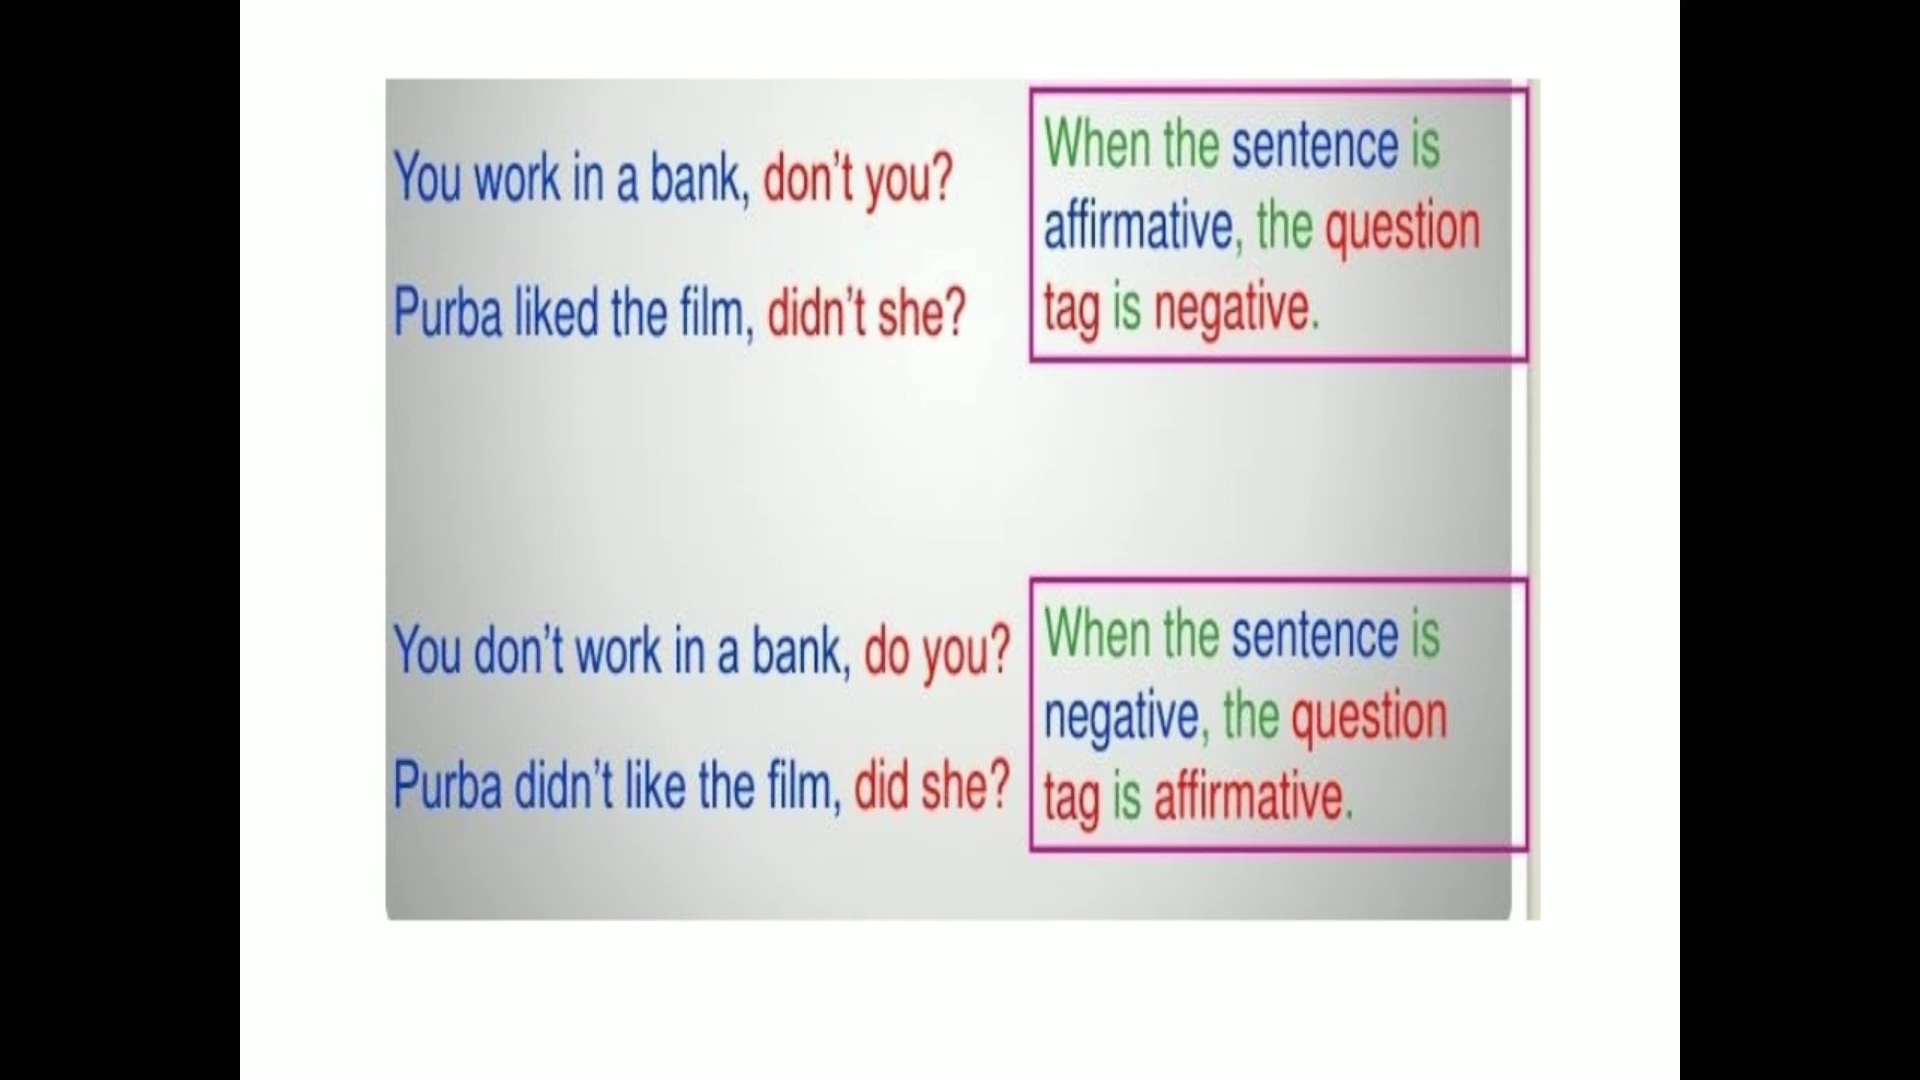 You work in a bank, don't you?
Purba liked the film, didn't she?
When the sentence is
affirmative, the question
tag is negative.
You don't work in a bank, do you?
Purba didn't like the film, did she?
When the sentence is
negative, the question
tag is affirmative.